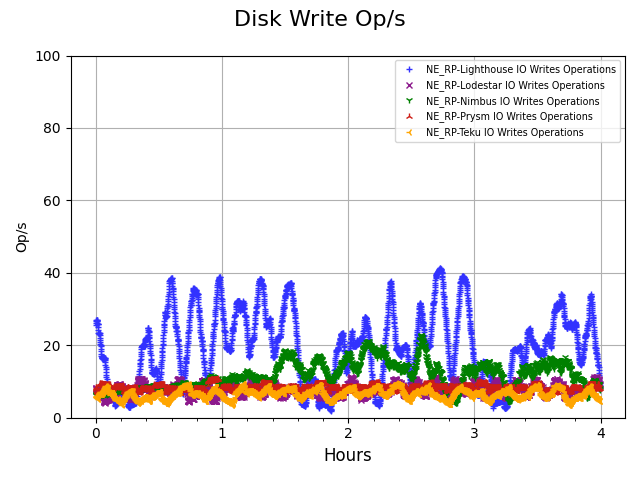 Disk Write Op/s
100
80
60
40
20
0
Op/s
NE_RP-Lighthouse IO Writes Operations
NE_RP-Lodestar IO Writes Operations
NE_RP-Nimbus IO Writes Operations
NE_RP-Prysm IO Writes Operations
NE_RP-Teku IO Writes Operations
0 1 2 3 4
Hours